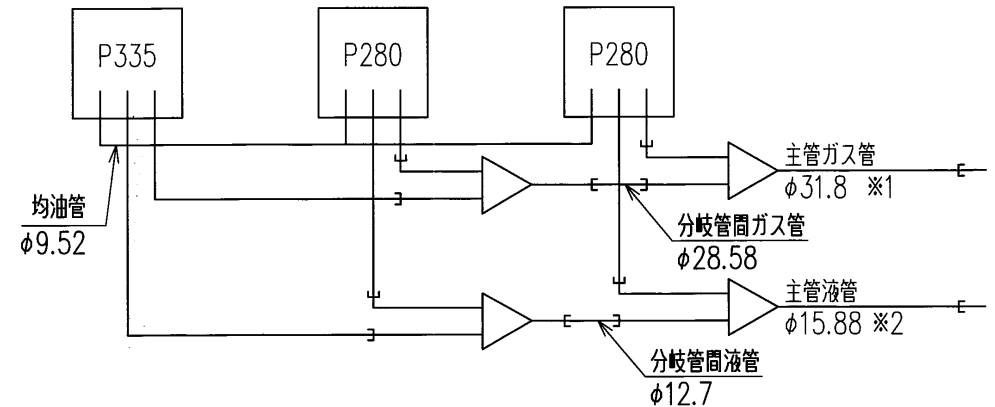 P335
P280
P280
主管ガス管
φ31.8 ※1
均油管
φ9.52
分岐管間ガス管
φ28.58
主管液管
φ15.88 ※2
分岐管間液管
φ12.7